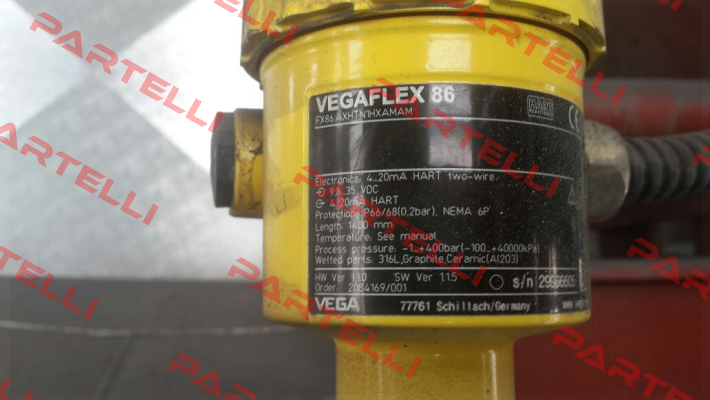 VEGAFLEX 86
FX86.AXHTN1HXAMAM
HART
Electronics: 4..20mA HART two-wire
9,6..35 VDC
4..20mA HART
Protection: IP66/68(0,2bar), NEMA 6P
Length: 1400 mm
Temperature: See manual
Process pressure: -1..+400bar(-100..+40000kPa)
Wetted parts: 316L, Graphite Ceramic(Al2O3)
HW Ver 1.1.0 SW Ver 1.1.5
Order: 2084169/001
s/n 29566605
VEGA 77761 Schiltach/Germany
PARTELLI
PARTELLI
PARTELLI
PARTELLI
PARTELLI
PARTELLI